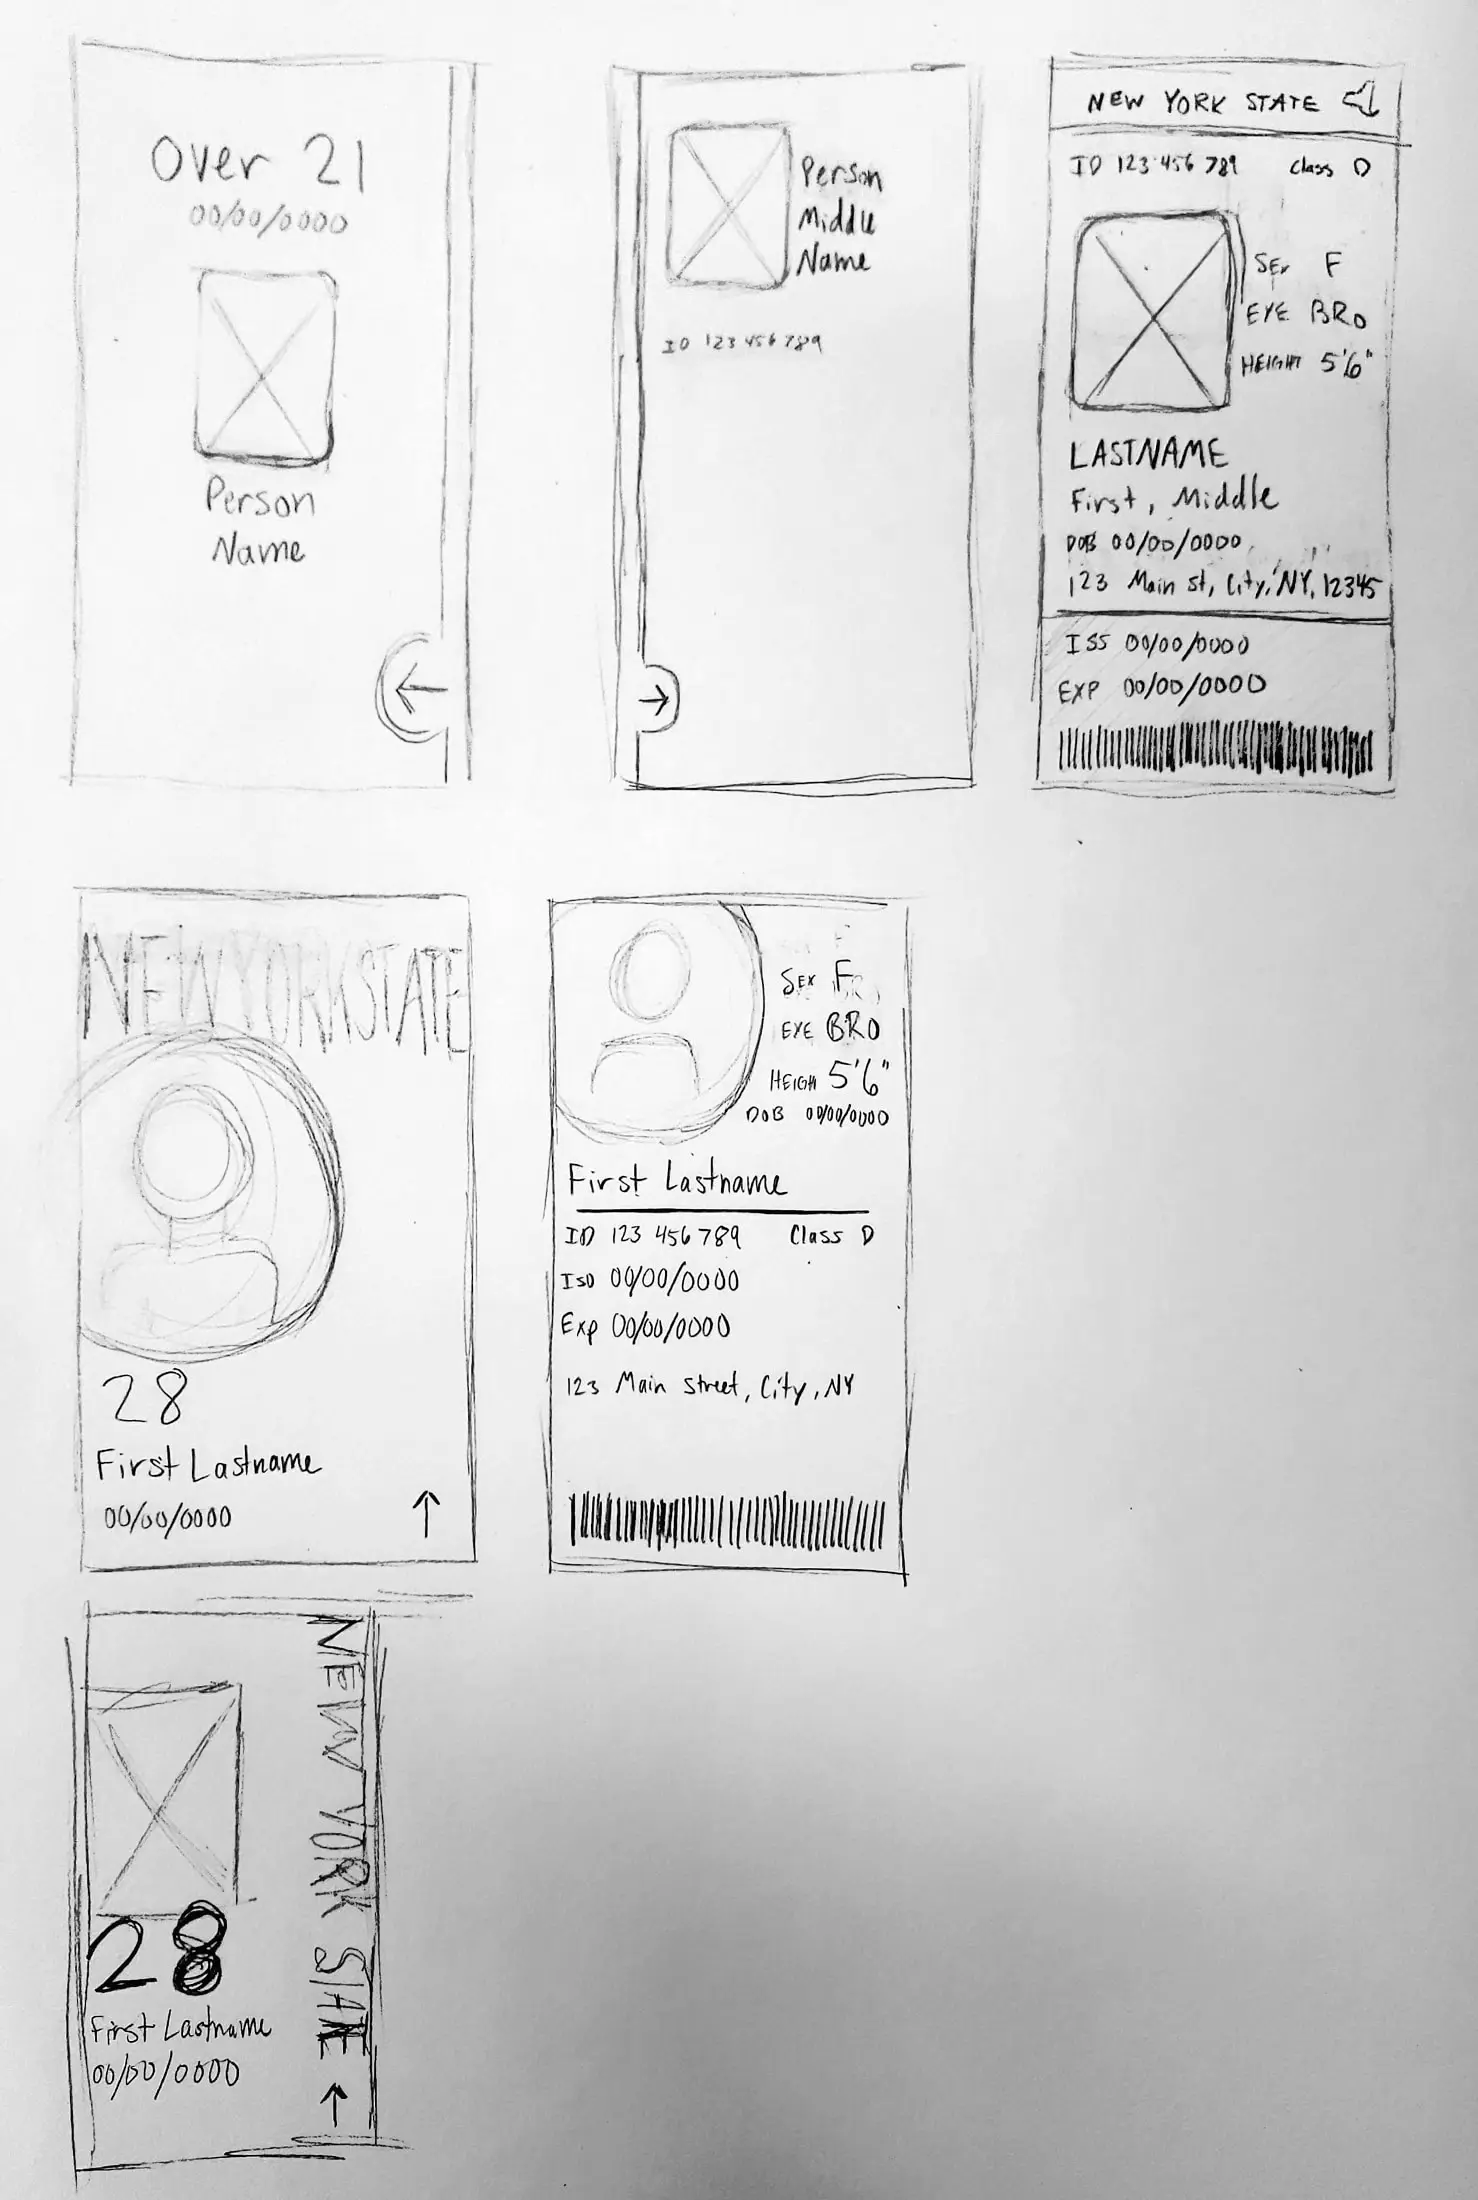 Over 21
00/00/0000
Person
Name
Person
Middle
Name
ID 123 456 789
NEW YORK STATE
ID 123 456 789 Class D
Sex F
EYE BRO
HEIGHT 5'6"
LASTNAME
First, Middle
DOB 00/00/0000
123 Main St, City, NY, 12345
ISS 00/00/0000
EXP 00/00/0000
NEWYORKSTATE
28
First Lastname
00/00/0000
Sex F
EYE BRO
HEIGH 5'6"
DOB 00/00/0000
First Lastname
ID 123 456 789 Class D
ISD 00/00/0000
Exp 00/00/0000
123 Main Street, City, NY
NEW YORK STATE
28
First Lastname
00/00/0000